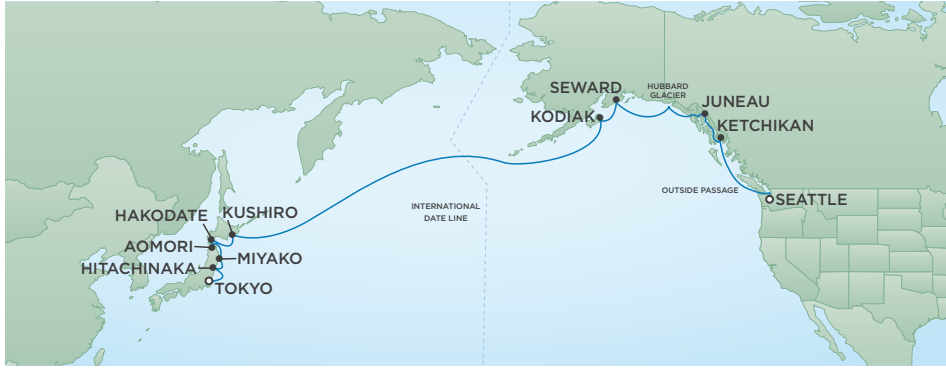 SEWARD
HUBBARD
GLACIER
KODIAK
JUNEAU
KETCHIKAN
OUTSIDE PASSAGE
SEATTLE
INTERNATIONAL
DATE LINE
HAKODATE
KUSHIRO
AOMORI
MIYAKO
HITACHINAKA
TOKYO